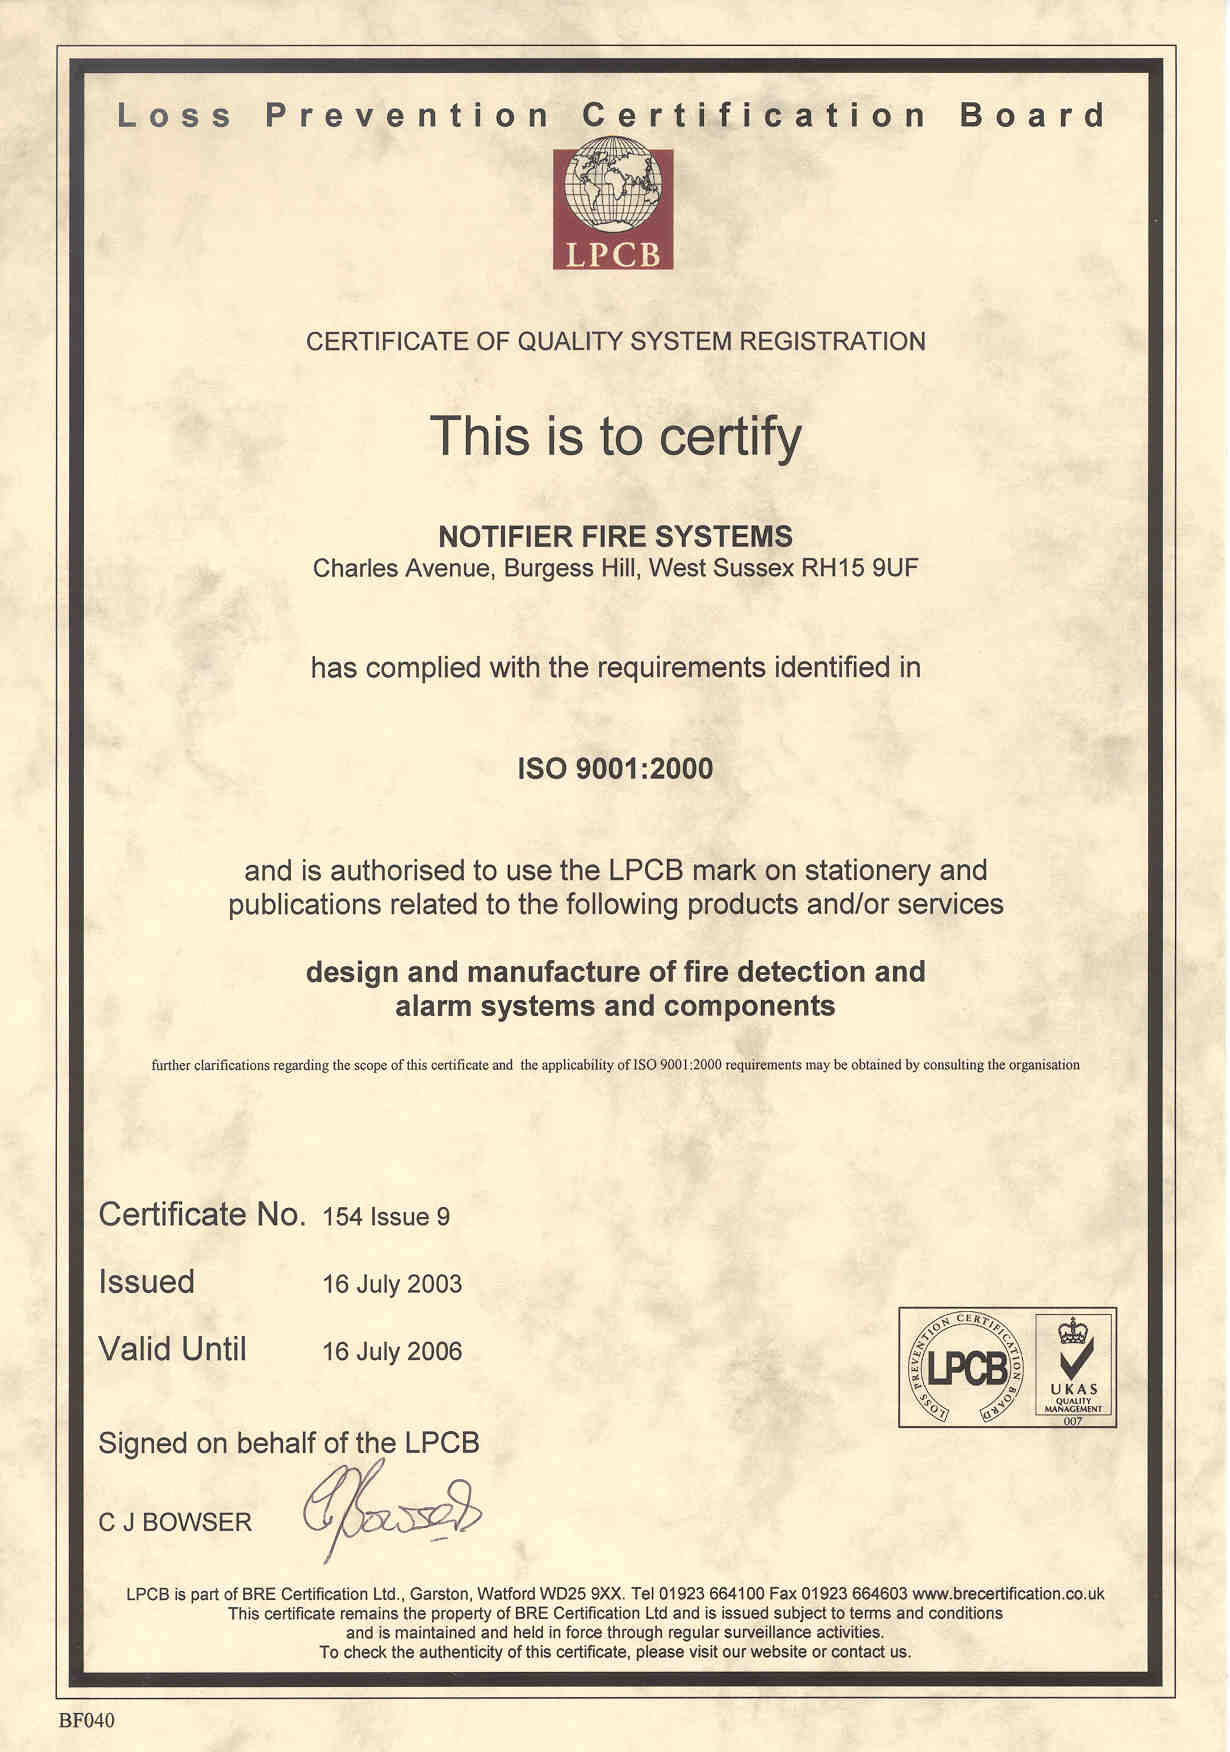 Loss Prevention Certification Board
LPCB
CERTIFICATE OF QUALITY SYSTEM REGISTRATION
This is to certify
NOTIFIER FIRE SYSTEMS
Charles Avenue, Burgess Hill, West Sussex RH15 9UF
has complied with the requirements identified in
ISO 9001:2000
and is authorised to use the LPCB mark on stationery and
publications related to the following products and/or services
design and manufacture of fire detection and
alarm systems and components
further clarifications regarding the scope of this certificate and the applicability of ISO 9001:2000 requirements may be obtained by consulting the organisation
Certificate No. 154 Issue 9
Issued 16 July 2003
Valid Until 16 July 2006
LOSS PREVENTION CERTIFICATION BOARD
LPCB
UKAS
QUALITY
MANAGEMENT
007
Signed on behalf of the LPCB
C J BOWSER
CJBowser
LPCB is part of BRE Certification Ltd., Garston, Watford WD25 9XX. Tel 01923 664100 Fax 01923 664603 www.brecertification.co.uk
This certificate remains the property of BRE Certification Ltd and is issued subject to terms and conditions
and is maintained and held in force through regular surveillance activities.
To check the authenticity of this certificate, please visit our website or contact us.
BF040